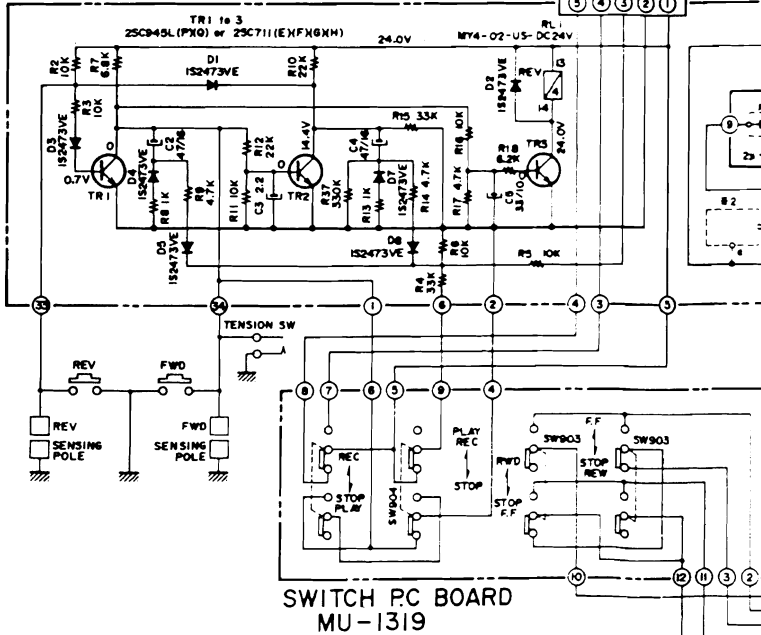 5 4 3 2 1
TR1 to 3
2SC945L(P)(Q) or 2SC711(E)(F)(G)(H)
24.0V
RL1
MY4-02-US-DC24V
R2
10K
R7
6.8K
D1
1S2473VE
R10
22K
D2
1S2473VE
REV
13
4
14
R3
10K
D3
1S2473VE
0
0.7V
TR1
C2
47/16
D4
1S2473VE
R8 1K
R9
4.7K
D5
1S2473VE
R12
22K
R11 10K
C3 2.2
0
14.4V
TR2
R37
330K
C4
47/16
R15 33K
D7
1S2473VE
R13 1K
R14 4.7K
D8
1S2473VE
R16 10K
R17 4.7K
R18
8.2K
C5
33/10
TR3
24.0V
R6
10K
R4
33K
R5 10K
9
33 34 1 6 2 4 3 5
TENSION SW
REV
FWD
REV
SENSING
POLE
FWD
SENSING
POLE
8 7 6 5 9 4
REC
STOP
PLAY
SW904
PLAY
REC
STOP
RWD
STOP
F.F
SW903
F.F
STOP
REW
SW903
10 12 11 3 2
SWITCH P.C BOARD
MU-1319